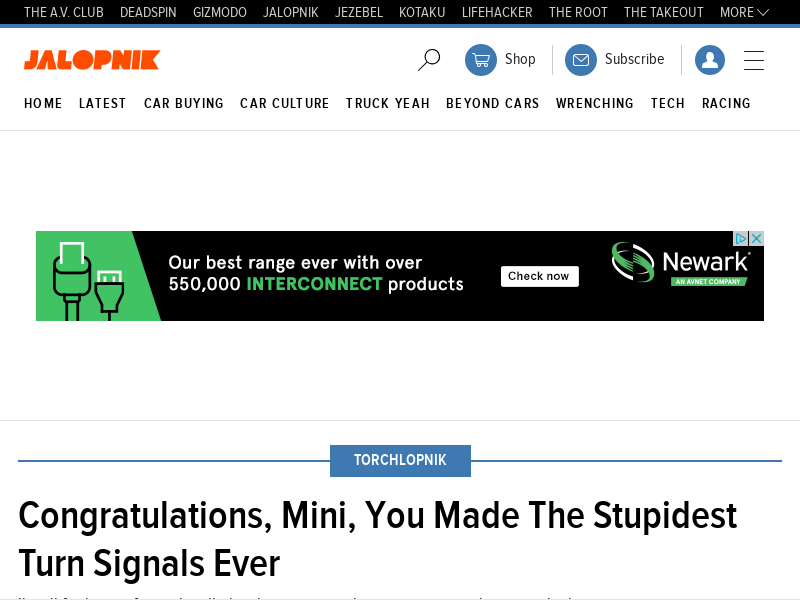 THE A.V. CLUB DEADSPIN GIZMODO JALOPNIK JEZEBEL KOTAKU LIFEHACKER THE ROOT THE TAKEOUT MORE
JALOPNIK Shop Subscribe
HOME LATEST CAR BUYING CAR CULTURE TRUCK YEAH BEYOND CARS WRENCHING TECH RACING
Our best range ever with over
550,000 INTERCONNECT products
Check now
Newark
AN AVNET COMPANY
TORCHLOPNIK
Congratulations, Mini, You Made The Stupidest
Turn Signals Ever